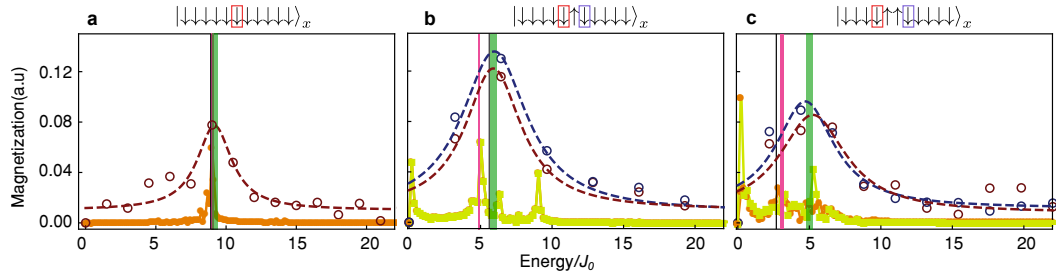 a |↓↓↓↓↓↓↓↓↓↓↓⟩x
b |↓↓↓↓↓↑↓↓↓↓↓⟩x
c |↓↓↓↓↑↑↓↓↓↓↓⟩x
Magnetization(a.u)
0.12
0.08
0.04
0.00
0 5 10 15 20
0 5 10 15 20
0 5 10 15 20
Energy/J₀